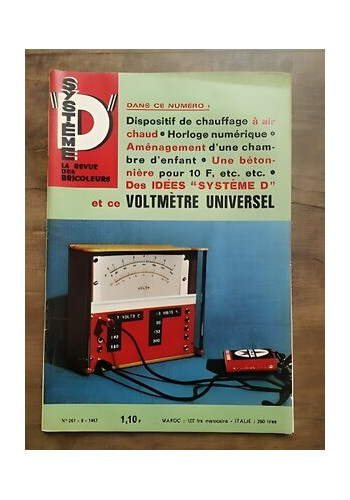 SYSTÈME
"D"
LA REVUE
DES
BRICOLEURS
DANS CE NUMÉRO :
Dispositif de chauffage à air
chaud • Horloge numérique •
Aménagement d'une cham-
bre d'enfant • Une béton-
nière pour 10 F, etc. etc. •
Des IDÉES "SYSTÈME D"
et ce VOLTMÈTRE UNIVERSEL
VOLTS
1,10F
MAROC : 127 frs marocains - ITALIE : 250 lires